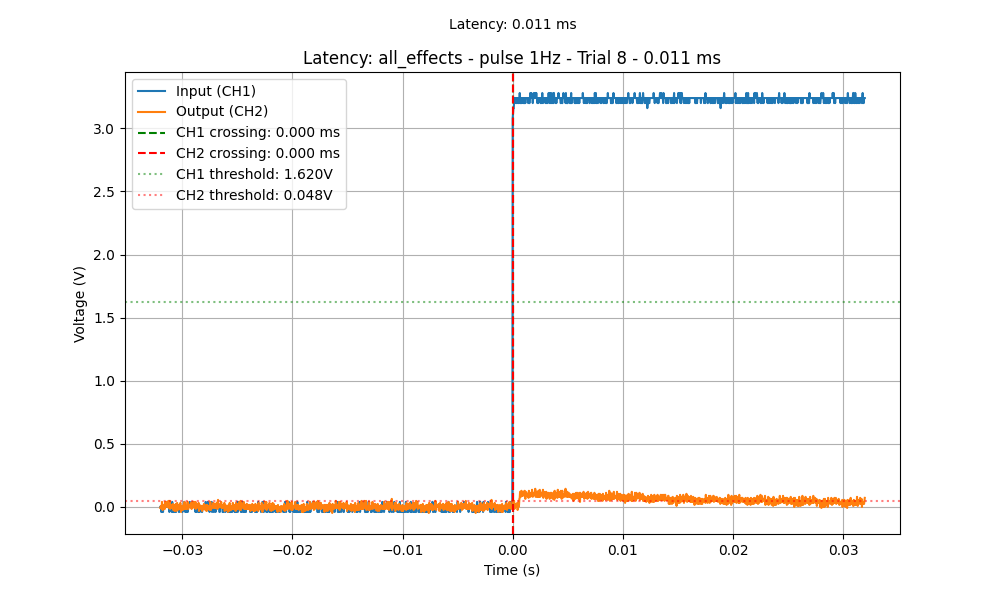 Latency: 0.011 ms
Latency: all_effects - pulse 1Hz - Trial 8 - 0.011 ms
Input (CH1)
Output (CH2)
CH1 crossing: 0.000 ms
CH2 crossing: 0.000 ms
CH1 threshold: 1.620V
CH2 threshold: 0.048V
3.0
2.5
2.0
1.5
1.0
0.5
0.0
Voltage (V)
−0.03 −0.02 −0.01 0.00 0.01 0.02 0.03
Time (s)